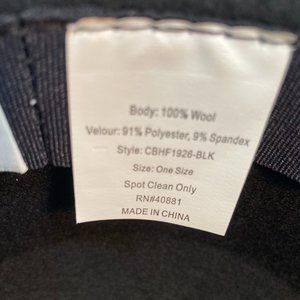 Body: 100% Wool
Velour: 91% Polyester, 9% Spandex
Style: CBHF1926-BLK
Size: One Size
Spot Clean Only
RN#40881
MADE IN CHINA